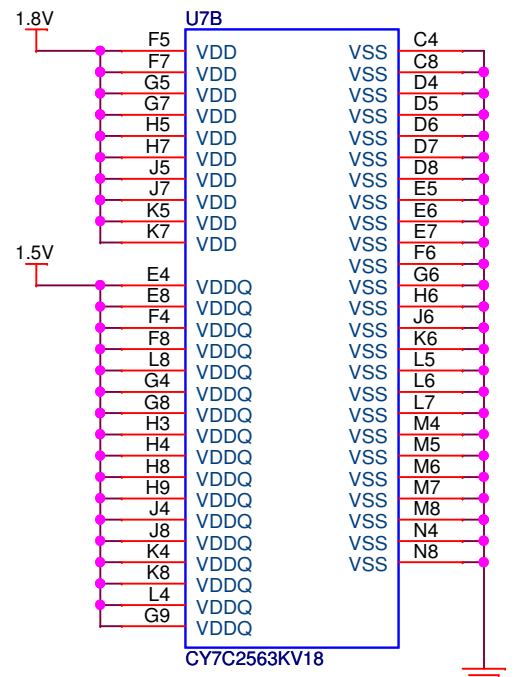 1.8V
U7B
F5 VDD VSS C4
F7 VDD VSS C8
G5 VDD VSS D4
G7 VDD VSS D5
H5 VDD VSS D6
H7 VDD VSS D7
J5 VDD VSS D8
J7 VDD VSS E5
K5 VDD VSS E6
K7 VDD VSS E7
1.5V
VSS F6
E4 VDDQ VSS G6
E8 VDDQ VSS H6
F4 VDDQ VSS J6
F8 VDDQ VSS K6
L8 VDDQ VSS L5
G4 VDDQ VSS L6
G8 VDDQ VSS L7
H3 VDDQ VSS M4
H4 VDDQ VSS M5
H8 VDDQ VSS M6
H9 VDDQ VSS M7
J4 VDDQ VSS M8
J8 VDDQ VSS N4
K4 VDDQ VSS N8
K8 VDDQ
L4 VDDQ
G9 VDDQ
CY7C2563KV18